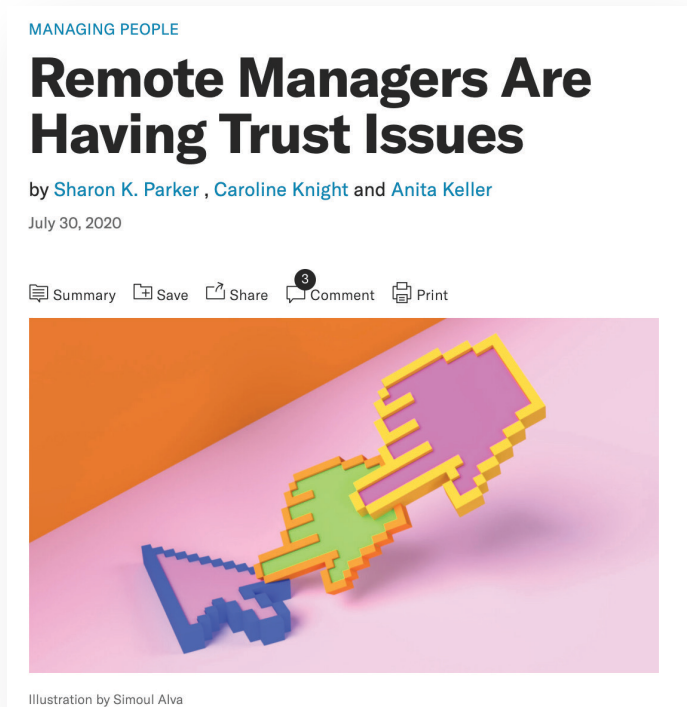 MANAGING PEOPLE
Remote Managers Are
Having Trust Issues
by Sharon K. Parker , Caroline Knight and Anita Keller
July 30, 2020
3
Summary Save Share Comment Print
Illustration by Simoul Alva